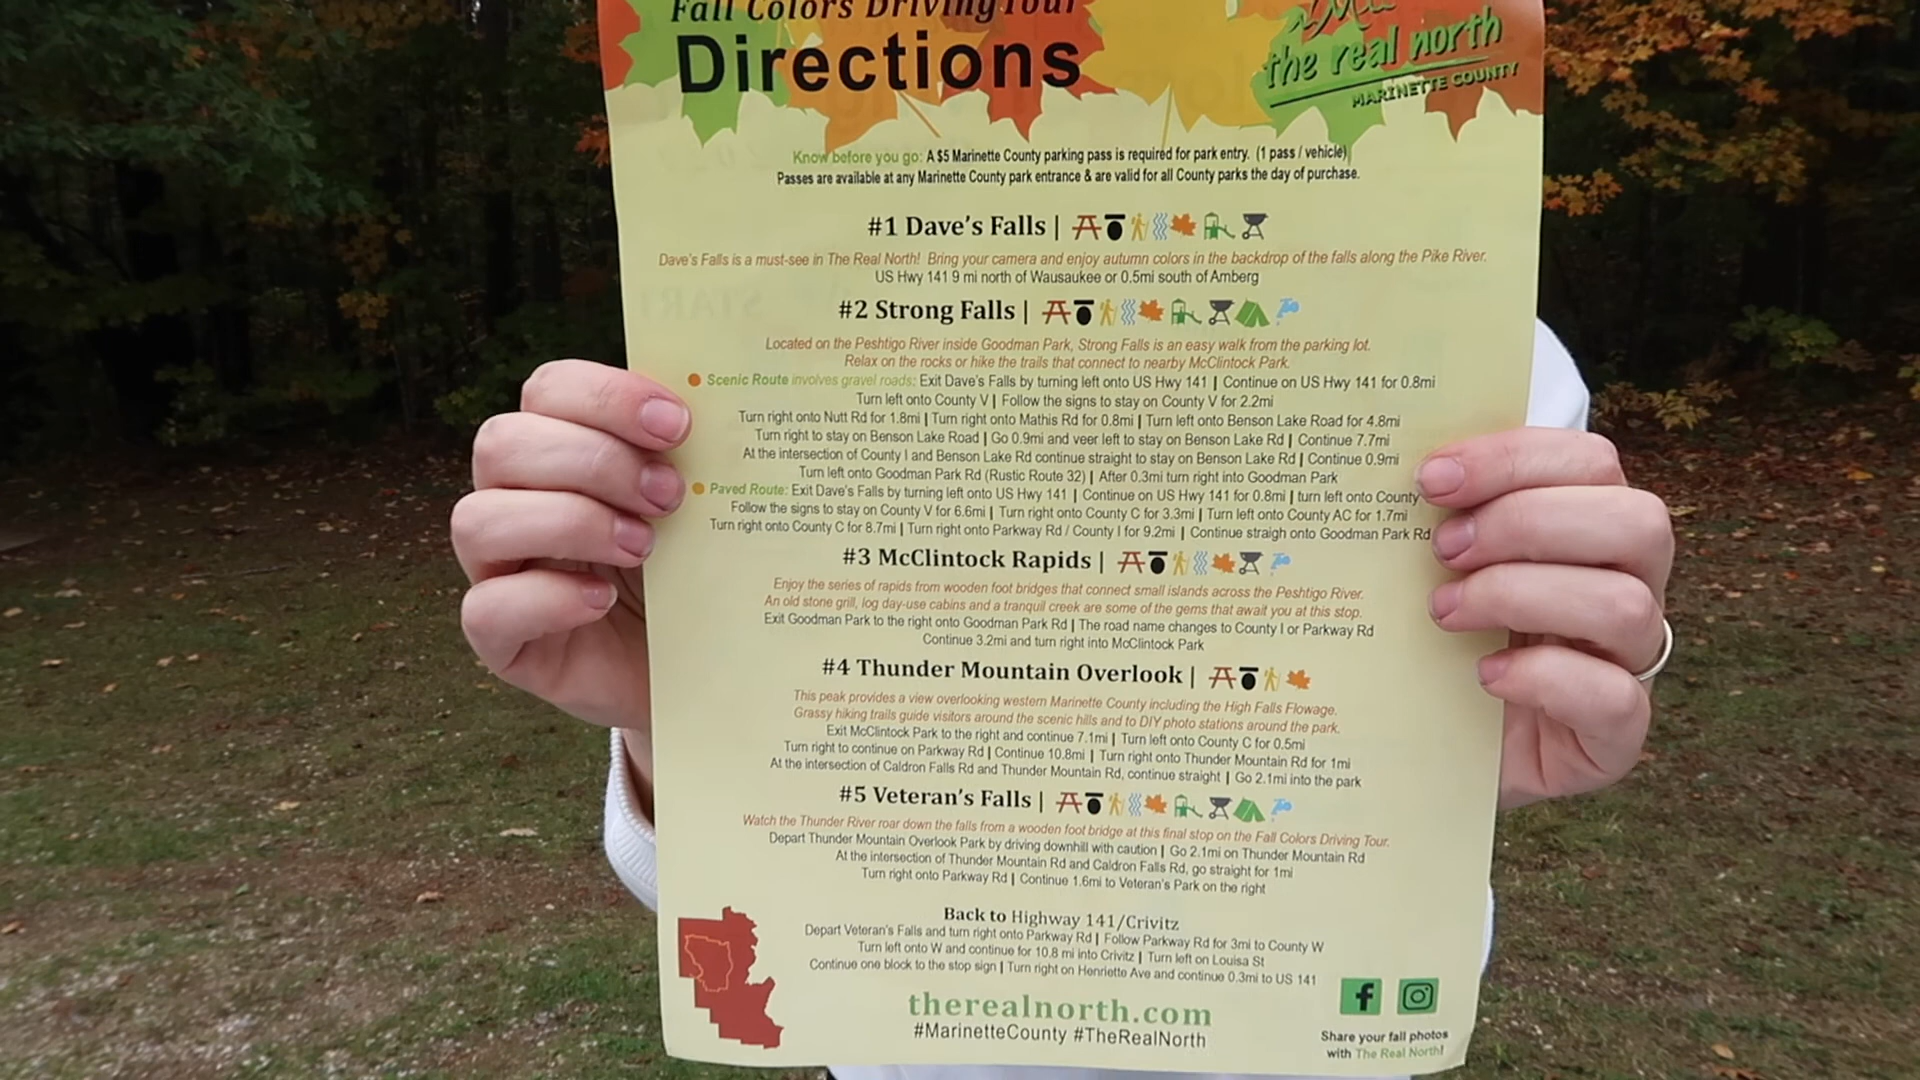 Fall Colors Driving Tour
Directions
the real north
MARINETTE COUNTY
Know before you go: A $5 Marinette County parking pass is required for park entry. (1 pass / vehicle)
Passes are available at any Marinette County park entrance & are valid for all County parks the day of purchase.
#1 Dave's Falls |
Dave's Falls is a must-see in The Real North! Bring your camera and enjoy autumn colors in the backdrop of the falls along the Pike River.
US Hwy 141 9 mi north of Wausaukee or 0.5mi south of Amberg
START
#2 Strong Falls |
Located on the Peshtigo River inside Goodman Park, Strong Falls is an easy walk from the parking lot.
Relax on the rocks or hike the trails that connect to nearby McClintock Park.
Scenic Route involves gravel roads: Exit Dave's Falls by turning left onto US Hwy 141 | Continue on US Hwy 141 for 0.8mi
Turn left onto County V | Follow the signs to stay on County V for 2.2mi
Turn right onto Nutt Rd for 1.8mi | Turn right onto Mathis Rd for 0.8mi | Turn left onto Benson Lake Road for 4.8mi
Turn right to stay on Benson Lake Road | Go 0.9mi and veer left to stay on Benson Lake Rd | Continue 7.7mi
At the intersection of County I and Benson Lake Rd continue straight to stay on Benson Lake Rd | Continue 0.9mi
Turn left onto Goodman Park Rd (Rustic Route 32) | After 0.3mi turn right into Goodman Park
Paved Route: Exit Dave's Falls by turning left onto US Hwy 141 | Continue on US Hwy 141 for 0.8mi | turn left onto County
Follow the signs to stay on County V for 6.6mi | Turn right onto County C for 3.3mi | Turn left onto County AC for 1.7mi
Turn right onto County C for 8.7mi | Turn right onto Parkway Rd / County I for 9.2mi | Continue straigh onto Goodman Park Rd
#3 McClintock Rapids |
Enjoy the series of rapids from wooden foot bridges that connect small islands across the Peshtigo River.
An old stone grill, log day-use cabins and a tranquil creek are some of the gems that await you at this stop.
Exit Goodman Park to the right onto Goodman Park Rd | The road name changes to County I or Parkway Rd
Continue 3.2mi and turn right into McClintock Park
#4 Thunder Mountain Overlook |
This peak provides a view overlooking western Marinette County including the High Falls Flowage.
Grassy hiking trails guide visitors around the scenic hills and to DIY photo stations around the park.
Exit McClintock Park to the right and continue 7.1mi | Turn left onto County C for 0.5mi
Turn right to continue on Parkway Rd | Continue 10.8mi | Turn right onto Thunder Mountain Rd for 1mi
At the intersection of Caldron Falls Rd and Thunder Mountain Rd, continue straight | Go 2.1mi into the park
#5 Veteran's Falls |
Watch the Thunder River roar down the falls from a wooden foot bridge at this final stop on the Fall Colors Driving Tour.
Depart Thunder Mountain Overlook Park by driving downhill with caution | Go 2.1mi on Thunder Mountain Rd
At the intersection of Thunder Mountain Rd and Caldron Falls Rd, go straight for 1mi
Turn right onto Parkway Rd | Continue 1.6mi to Veteran's Park on the right
Back to Highway 141/Crivitz
Depart Veteran's Falls and turn right onto Parkway Rd | Follow Parkway Rd for 3mi to County W
Turn left onto W and continue for 10.8 mi into Crivitz | Turn left on Louisa St
Continue one block to the stop sign | Turn right on Henriette Ave and continue 0.3mi to US 141
therealnorth.com
#MarinetteCounty #TheRealNorth
Share your fall photos
with The Real North!